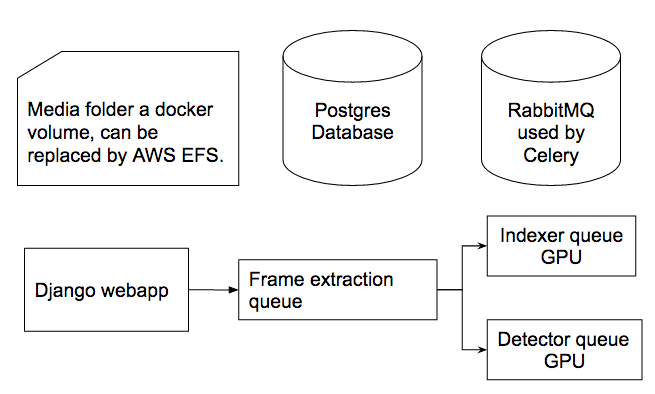 Media folder a docker
volume, can be
replaced by AWS EFS.
Postgres
Database
RabbitMQ
used by
Celery
Django webapp
Frame extraction
queue
Indexer queue
GPU
Detector queue
GPU